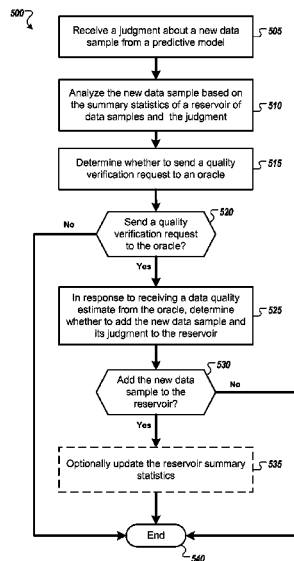 500
Receive a judgment about a new data
sample from a predictive model
505
Analyze the new data sample based on
the summary statistics of a reservoir of
data samples and the judgment
510
Determine whether to send a quality
verification request to an oracle
515
520
No
Send a quality
verification request
to the oracle?
Yes
In response to receiving a data quality
estimate from the oracle, determine
whether to add the new data sample and
its judgment to the reservoir
525
530
Add the new data
sample to the
reservoir?
No
Yes
Optionally update the reservoir summary
statistics
535
End
540